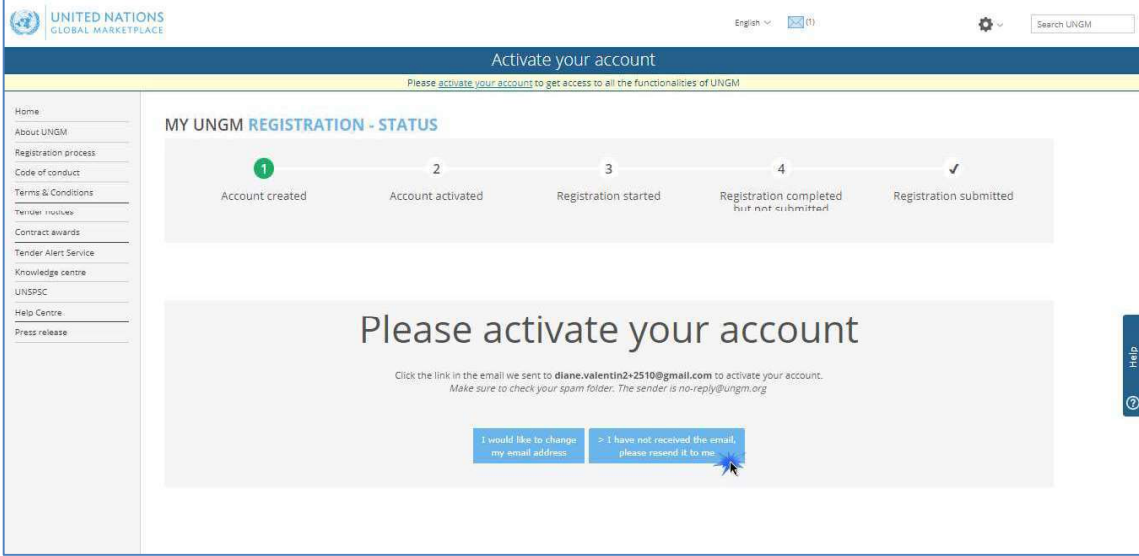 UNITED NATIONS
GLOBAL MARKETPLACE
English
(1)
Search UNGM
Activate your account
Please activate your account to get access to all the functionalities of UNGM
Home
About UNGM
Registration process
Code of conduct
Terms & Conditions
Tender notices
Contract awards
Tender Alert Service
Knowledge centre
UNSPSC
Help Centre
Press release
MY UNGM REGISTRATION - STATUS
1
Account created
2
Account activated
3
Registration started
4
Registration completed
but not submitted
✓
Registration submitted
Please activate your account
Click the link in the email we sent to diane.valentin2+2510@gmail.com to activate your account.
Make sure to check your spam folder. The sender is no-reply@ungm.org
I would like to change
my email address
> I have not received the email,
please resend it to me
Help
?